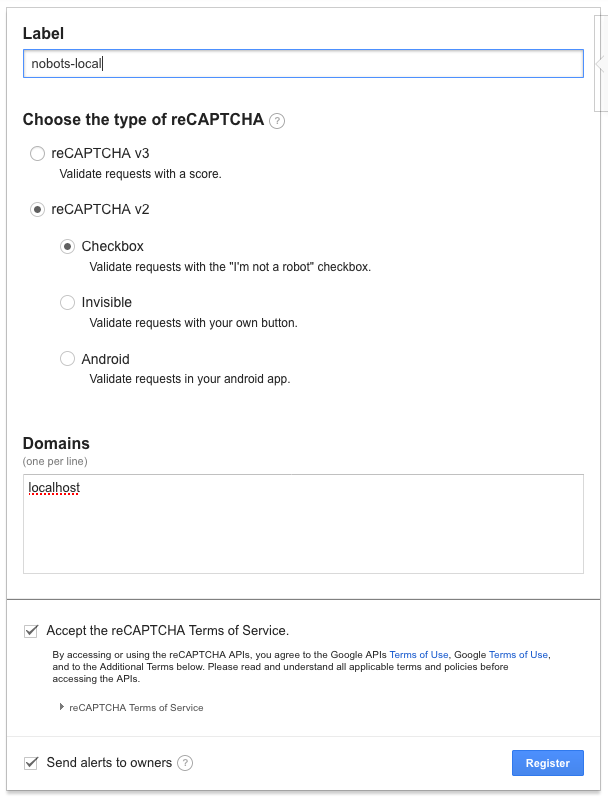 Label
nobots-local
Choose the type of reCAPTCHA ?
reCAPTCHA v3
Validate requests with a score.
reCAPTCHA v2
Checkbox
Validate requests with the "I'm not a robot" checkbox.
Invisible
Validate requests with your own button.
Android
Validate requests in your android app.
Domains
(one per line)
localhost
Accept the reCAPTCHA Terms of Service.
By accessing or using the reCAPTCHA APIs, you agree to the Google APIs Terms of Use, Google Terms of Use,
and to the Additional Terms below. Please read and understand all applicable terms and policies before
accessing the APIs.
reCAPTCHA Terms of Service
Send alerts to owners ?
Register